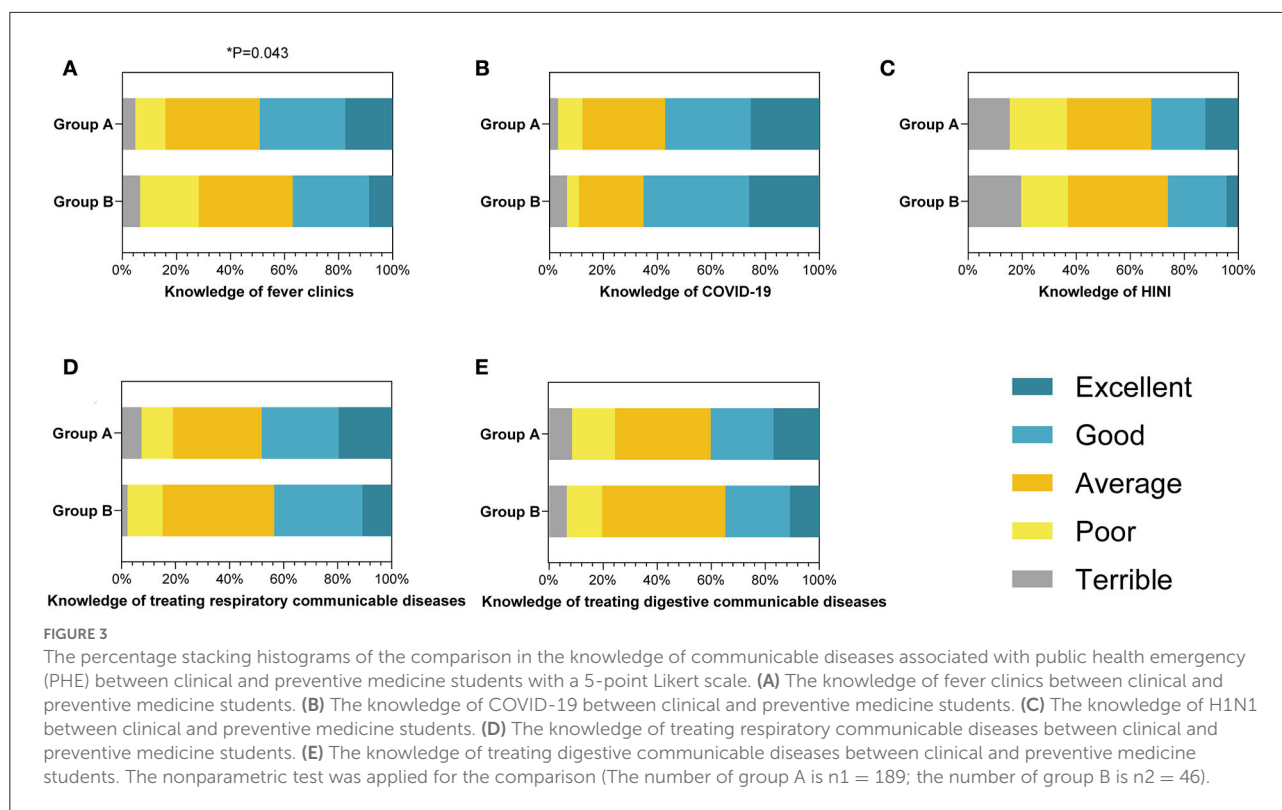 *P=0.043
A
Group A
Group B
0% 20% 40% 60% 80% 100%
Knowledge of fever clinics
B
Group A
Group B
0% 20% 40% 60% 80% 100%
Knowledge of COVID-19
C
Group A
Group B
0% 20% 40% 60% 80% 100%
Knowledge of HINI
D
Group A
Group B
0% 20% 40% 60% 80% 100%
Knowledge of treating respiratory communicable diseases
E
Group A
Group B
0% 20% 40% 60% 80% 100%
Knowledge of treating digestive communicable diseases
Excellent
Good
Average
Poor
Terrible
FIGURE 3
The percentage stacking histograms of the comparison in the knowledge of communicable diseases associated with public health emergency
(PHE) between clinical and preventive medicine students with a 5-point Likert scale. (A) The knowledge of fever clinics between clinical and
preventive medicine students. (B) The knowledge of COVID-19 between clinical and preventive medicine students. (C) The knowledge of H1N1
between clinical and preventive medicine students. (D) The knowledge of treating respiratory communicable diseases between clinical and
preventive medicine students. (E) The knowledge of treating digestive communicable diseases between clinical and preventive medicine
students. The nonparametric test was applied for the comparison (The number of group A is n1 = 189; the number of group B is n2 = 46).